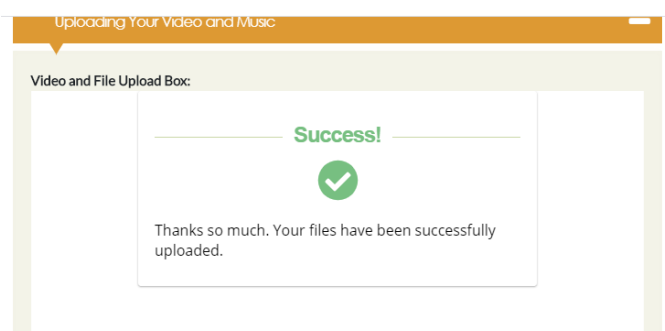 Uploading Your Video and Music
Video and File Upload Box:
Success!
Thanks so much. Your files have been successfully
uploaded.